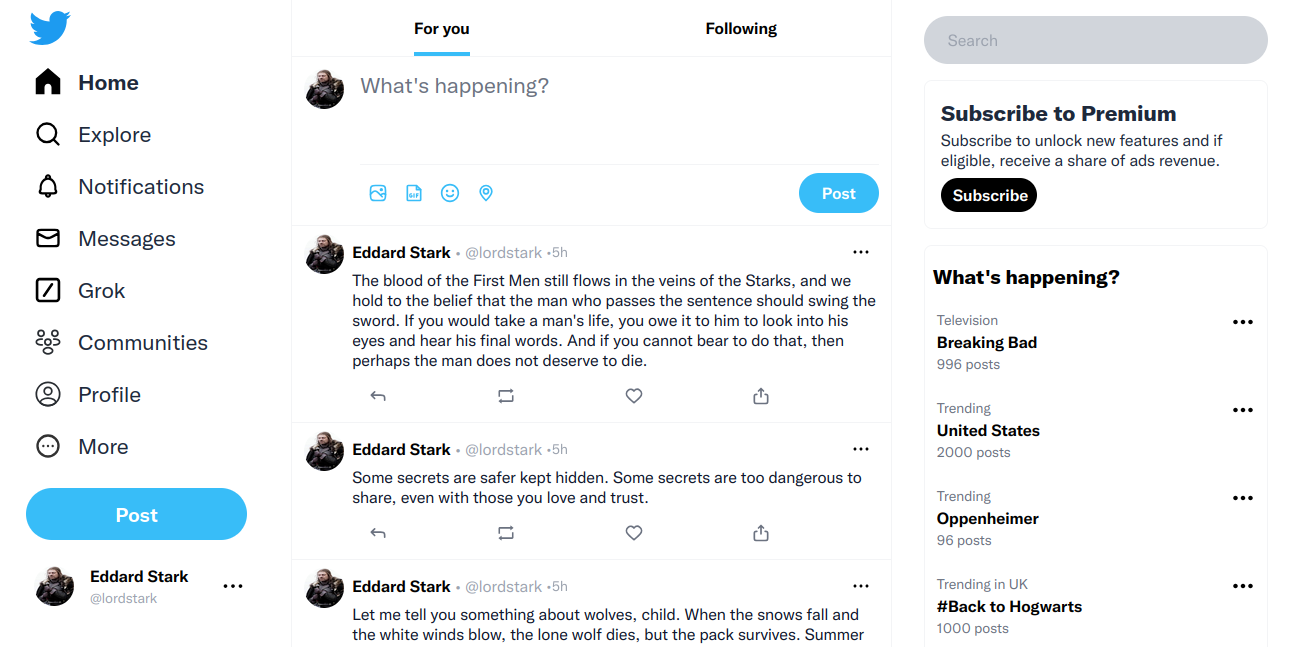 Home
Explore
Notifications
Messages
Grok
Communities
Profile
More
Post
Eddard Stark
@lordstark
For you
Following
What's happening?
GIF
Post
Eddard Stark • @lordstark •5h
The blood of the First Men still flows in the veins of the Starks, and we
hold to the belief that the man who passes the sentence should swing the
sword. If you would take a man's life, you owe it to him to look into his
eyes and hear his final words. And if you cannot bear to do that, then
perhaps the man does not deserve to die.
Eddard Stark • @lordstark •5h
Some secrets are safer kept hidden. Some secrets are too dangerous to
share, even with those you love and trust.
Eddard Stark • @lordstark •5h
Let me tell you something about wolves, child. When the snows fall and
the white winds blow, the lone wolf dies, but the pack survives. Summer
Search
Subscribe to Premium
Subscribe to unlock new features and if
eligible, receive a share of ads revenue.
Subscribe
What's happening?
Television
Breaking Bad
996 posts
Trending
United States
2000 posts
Trending
Oppenheimer
96 posts
Trending in UK
#Back to Hogwarts
1000 posts